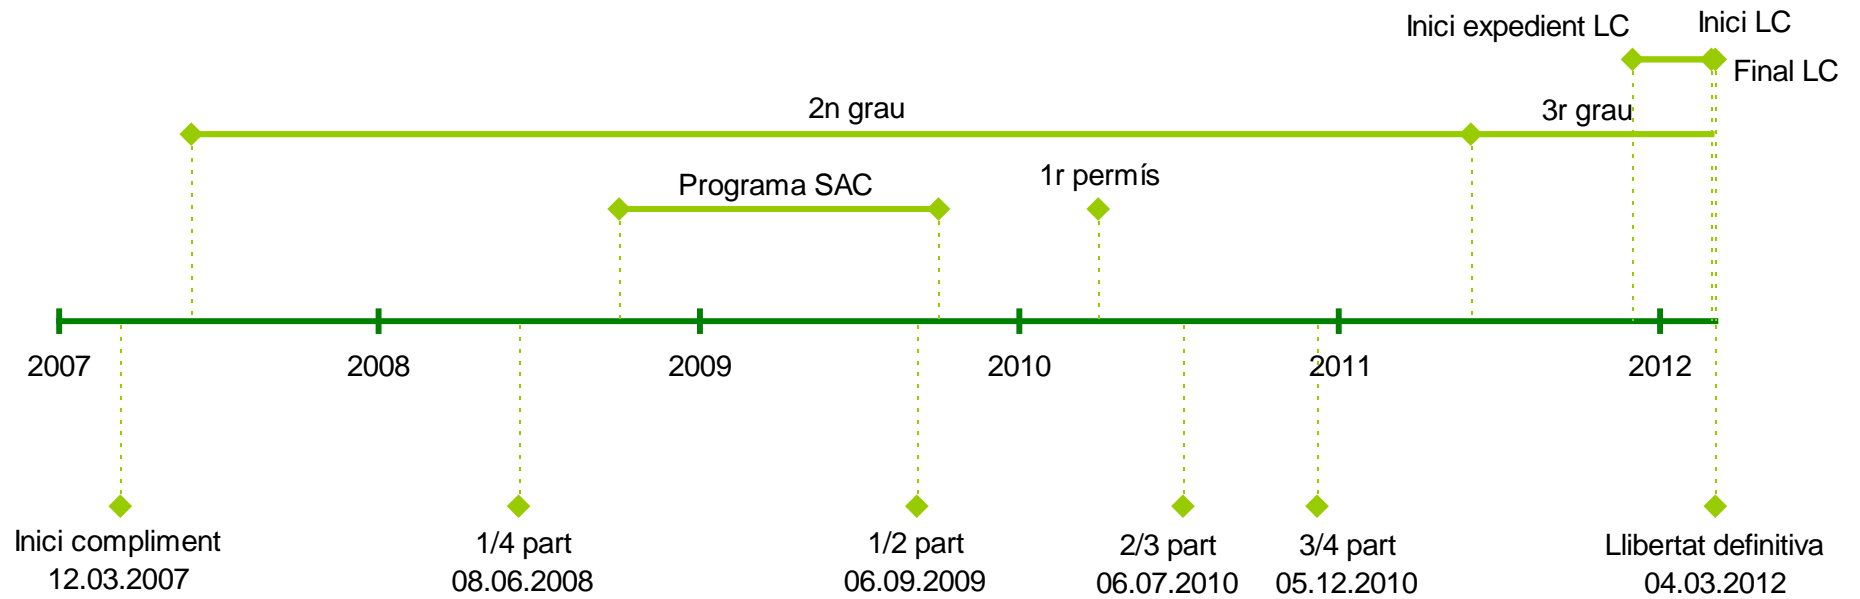 Inici expedient LC
Inici LC
Final LC
2n grau
3r grau
Programa SAC
1r permís
2007
2008
2009
2010
2011
2012
Inici compliment
12.03.2007
1/4 part
08.06.2008
1/2 part
06.09.2009
2/3 part
06.07.2010
3/4 part
05.12.2010
Llibertat definitiva
04.03.2012